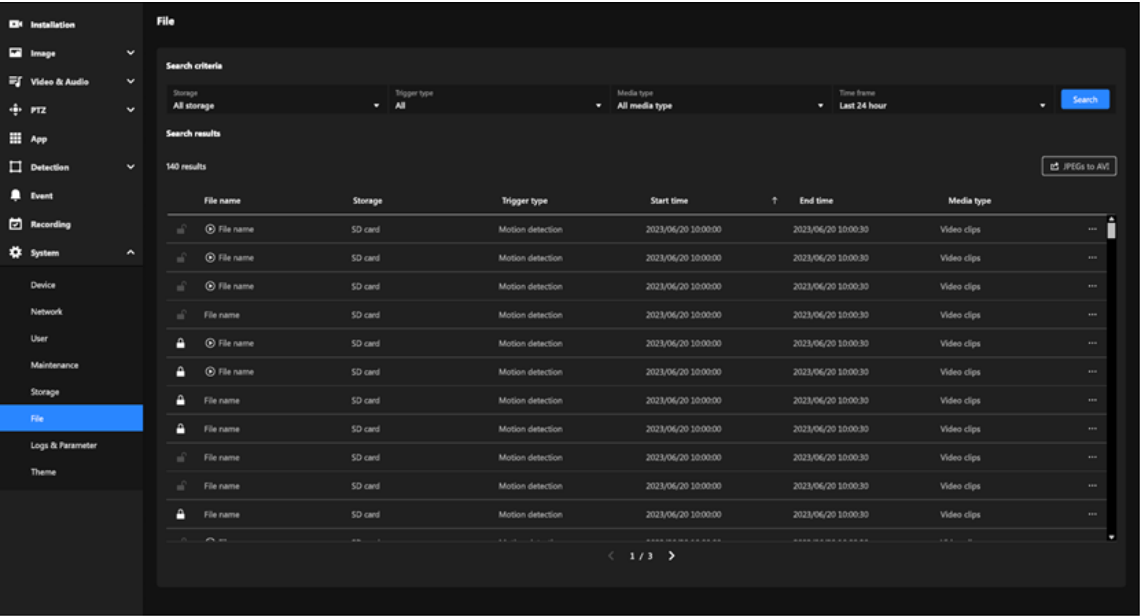 Installation
Image
Video & Audio
PTZ
App
Detection
Event
Recording
System
Device
Network
User
Maintenance
Storage
File
Logs & Parameter
Theme
File
Search criteria
Storage Trigger type Media type Time frame
All storage All All media type Last 24 hour Search
Search results
140 results JPEGs to AVI
File name Storage Trigger type Start time End time Media type
File name SD card Motion detection 2023/06/20 10:00:00 2023/06/20 10:00:30 Video clips
File name SD card Motion detection 2023/06/20 10:00:00 2023/06/20 10:00:30 Video clips
File name SD card Motion detection 2023/06/20 10:00:00 2023/06/20 10:00:30 Video clips
File name SD card Motion detection 2023/06/20 10:00:00 2023/06/20 10:00:30 Video clips
File name SD card Motion detection 2023/06/20 10:00:00 2023/06/20 10:00:30 Video clips
File name SD card Motion detection 2023/06/20 10:00:00 2023/06/20 10:00:30 Video clips
File name SD card Motion detection 2023/06/20 10:00:00 2023/06/20 10:00:30 Video clips
File name SD card Motion detection 2023/06/20 10:00:00 2023/06/20 10:00:30 Video clips
File name SD card Motion detection 2023/06/20 10:00:00 2023/06/20 10:00:30 Video clips
File name SD card Motion detection 2023/06/20 10:00:00 2023/06/20 10:00:30 Video clips
File name SD card Motion detection 2023/06/20 10:00:00 2023/06/20 10:00:30 Video clips
1 / 3